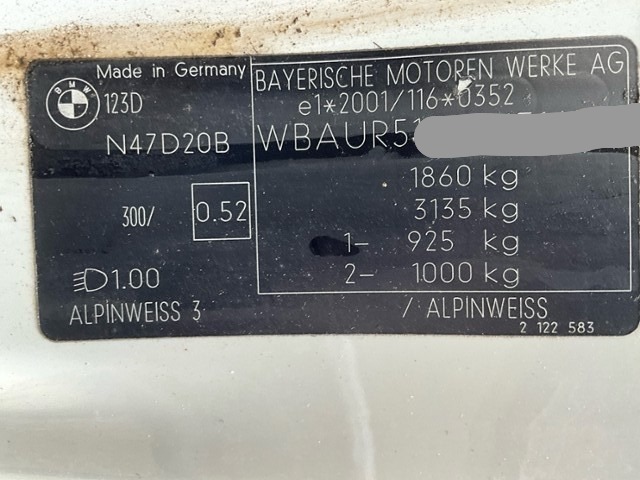 BMW
Made in Germany
123D
N47D20B
300/ 0.52
1.00
ALPINWEISS 3
BAYERISCHE MOTOREN WERKE AG
e1*2001/116*0352
WBAUR51
1860 kg
3135 kg
1- 925 kg
2- 1000 kg
/ ALPINWEISS
2 122 583